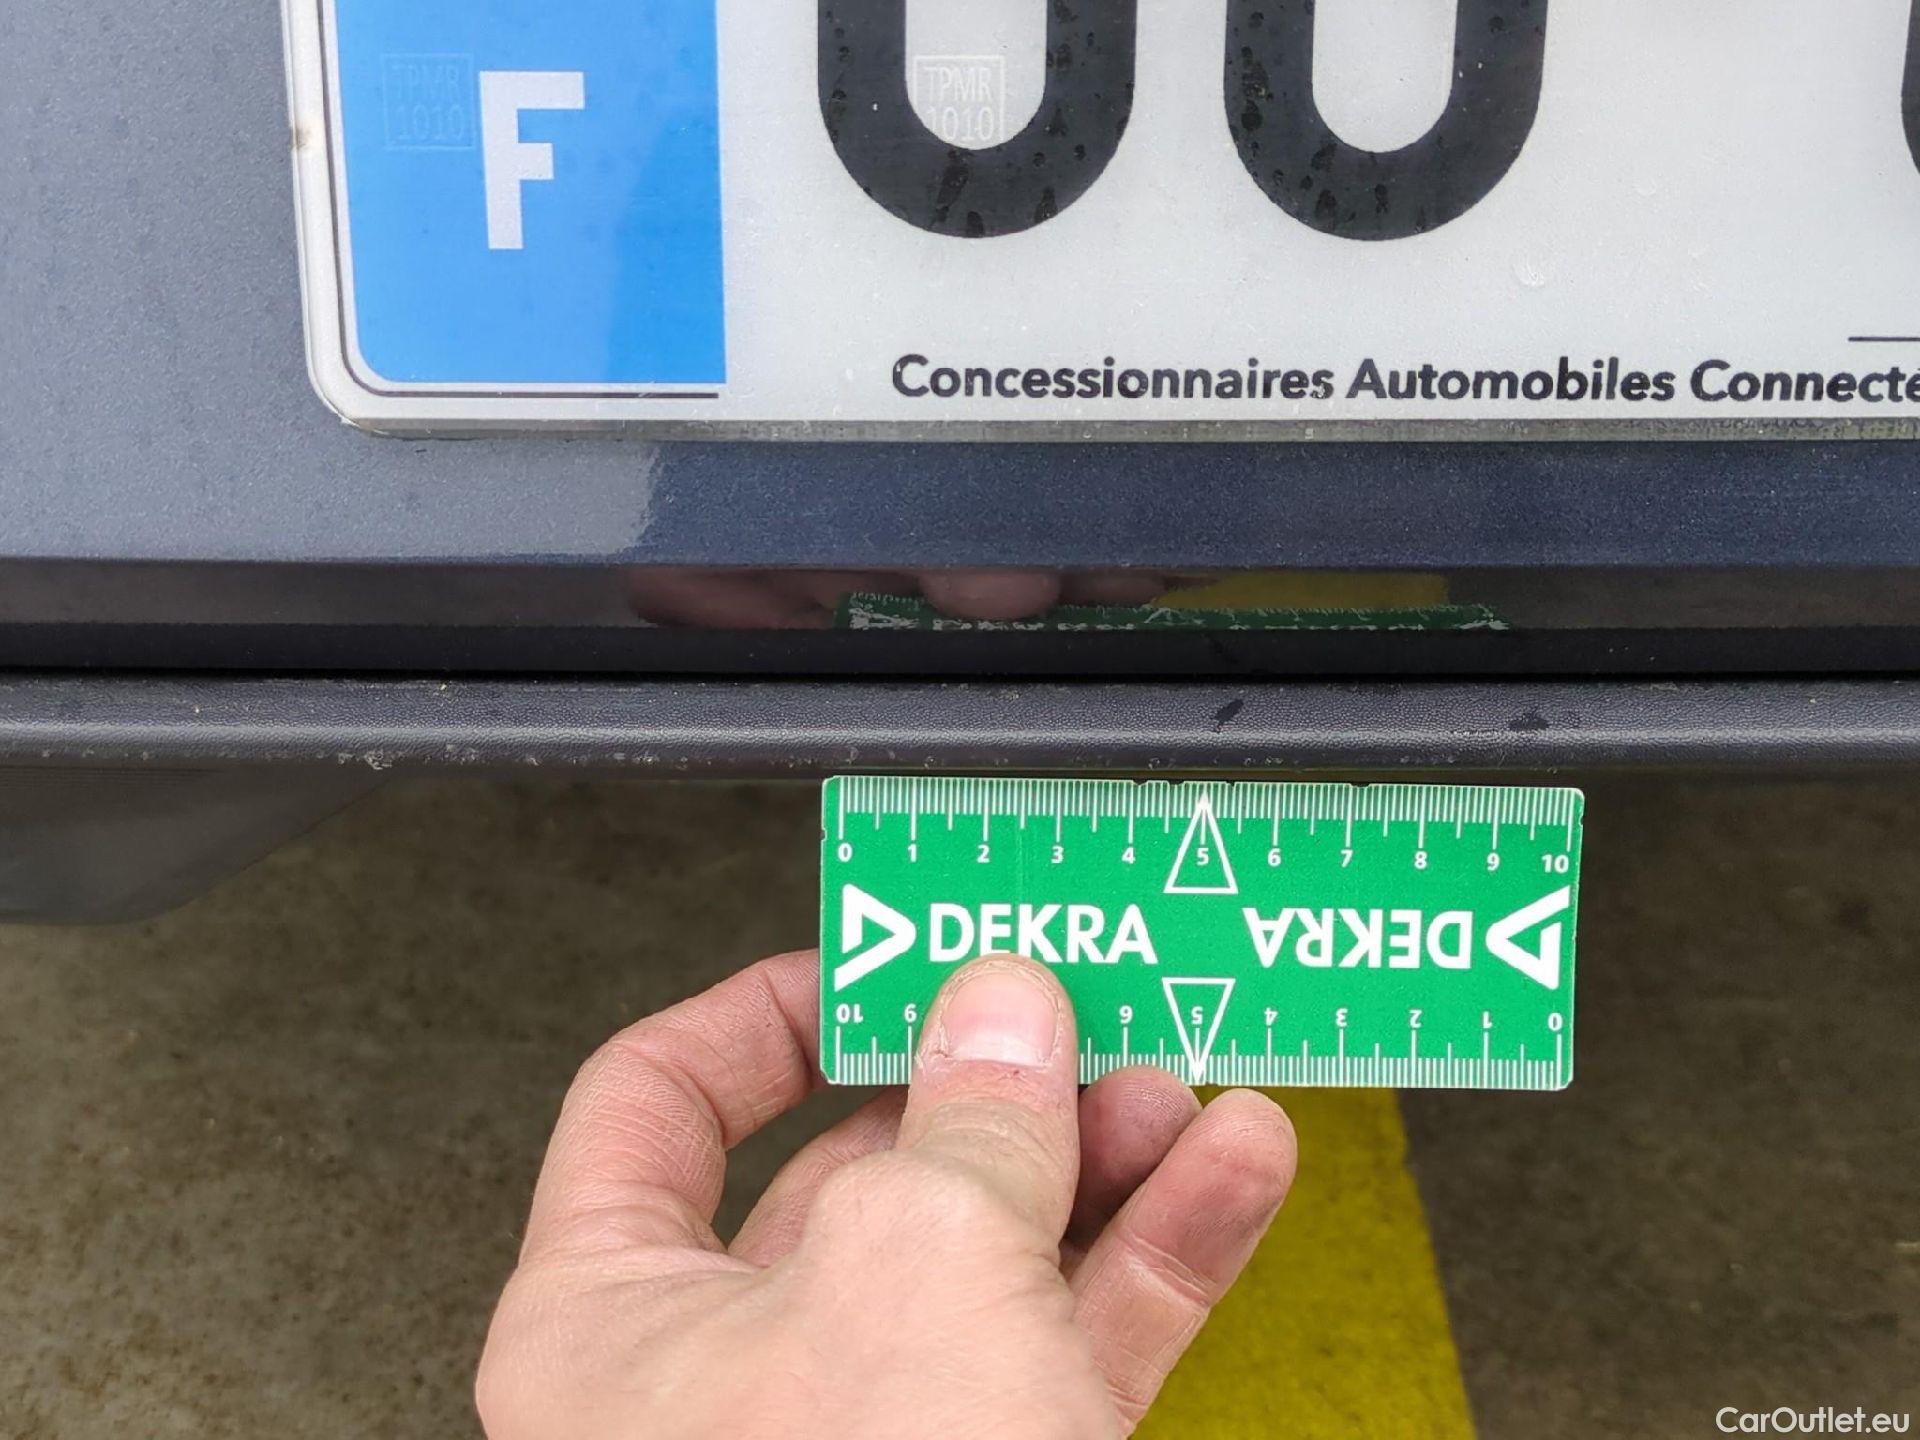 F
TPMR
1010
TPMR
1010
Concessionnaires Automobiles Connecté
0 1 2 3 4 5 6 7 8 9 10
DEKRA DEKRA
10 9 6 5 4 3 2 1 0
CarOutlet.eu